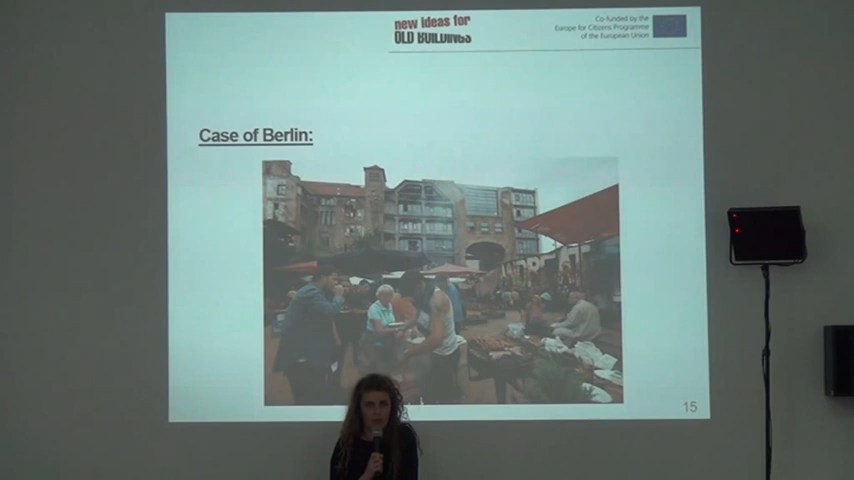 new ideas for
OLD BUILDINGS
Co-funded by the
Europe for Citizens Programme
of the European Union
Case of Berlin:
15